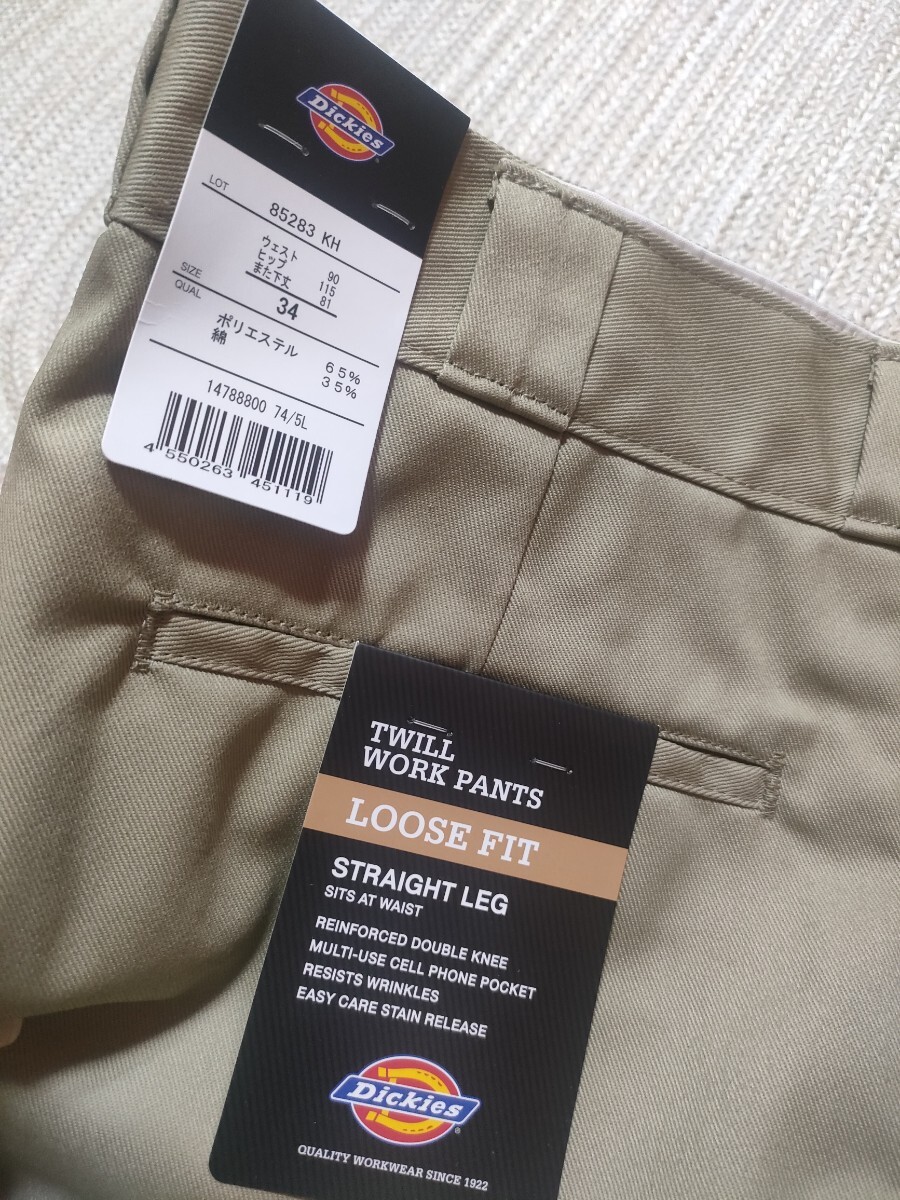 Dickies
LOT 85283 KH
ウェスト 90
ヒップ 115
また下丈 81
SIZE 34
QUAL
ポリエステル 65%
綿 35%
14788800 74/5L
4 550263 451119
TWILL
WORK PANTS
LOOSE FIT
STRAIGHT LEG
SITS AT WAIST
REINFORCED DOUBLE KNEE
MULTI-USE CELL PHONE POCKET
RESISTS WRINKLES
EASY CARE STAIN RELEASE
Dickies®
QUALITY WORKWEAR SINCE 1922